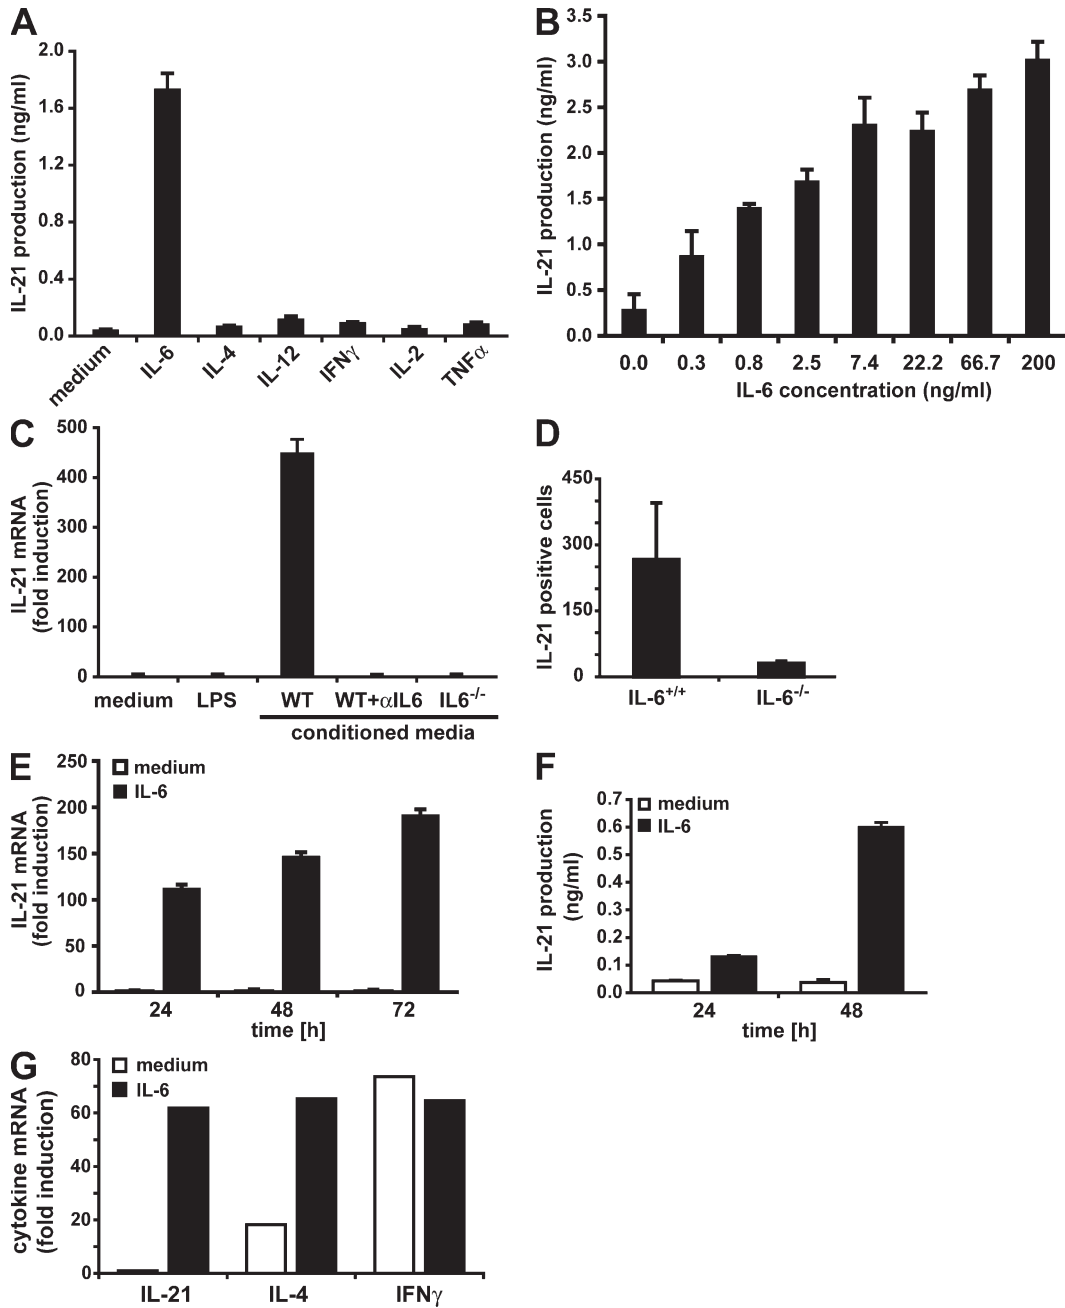 A
IL-21 production (ng/ml)
2.0
1.6
1.2
0.8
0.4
0.0
medium IL-6 IL-4 IL-12 IFNγ IL-2 TNFα
B
IL-21 production (ng/ml)
3.5
3.0
2.5
2.0
1.5
1.0
0.5
0.0
0.0 0.3 0.8 2.5 7.4 22.2 66.7 200
IL-6 concentration (ng/ml)
C
IL-21 mRNA
(fold induction)
500
400
300
200
100
0
medium LPS WT WT+αIL6 IL6-/-
conditioned media
D
IL-21 positive cells
450
300
150
0
IL-6+/+ IL-6-/-
E
IL-21 mRNA
(fold induction)
250
200
150
100
50
0
medium
IL-6
24 48 72
time [h]
F
IL-21 production
(ng/ml)
0.7
0.6
0.5
0.4
0.3
0.2
0.1
0.0
medium
IL-6
24 48
time [h]
G
cytokine mRNA
(fold induction)
80
60
40
20
0
medium
IL-6
IL-21 IL-4 IFNγ